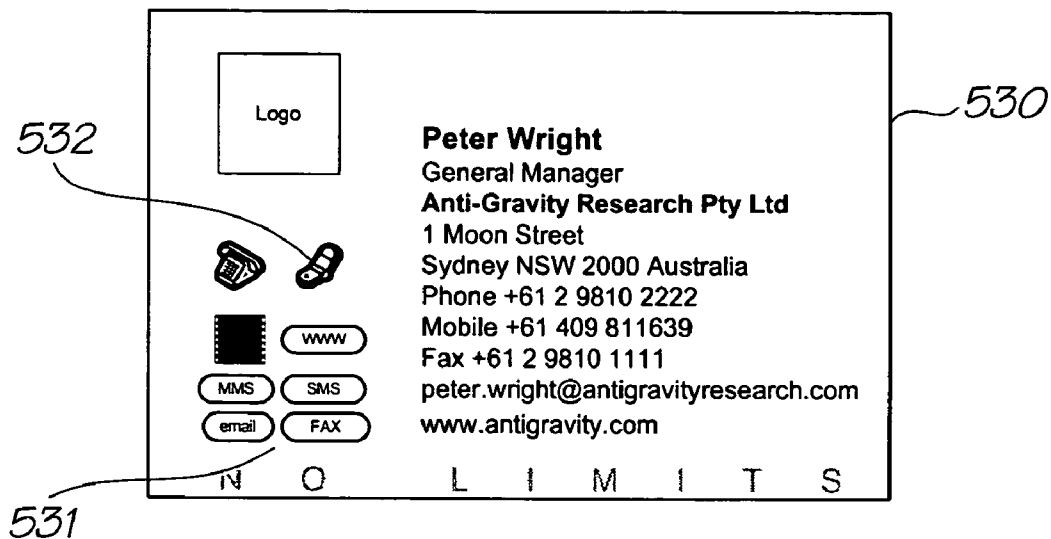 Logo
530
532
Peter Wright
General Manager
Anti-Gravity Research Pty Ltd
1 Moon Street
Sydney NSW 2000 Australia
Phone +61 2 9810 2222
Mobile +61 409 811639
Fax +61 2 9810 1111
peter.wright@antigravityresearch.com
www.antigravity.com
WWW
MMS SMS
email FAX
NO LIMITS
531